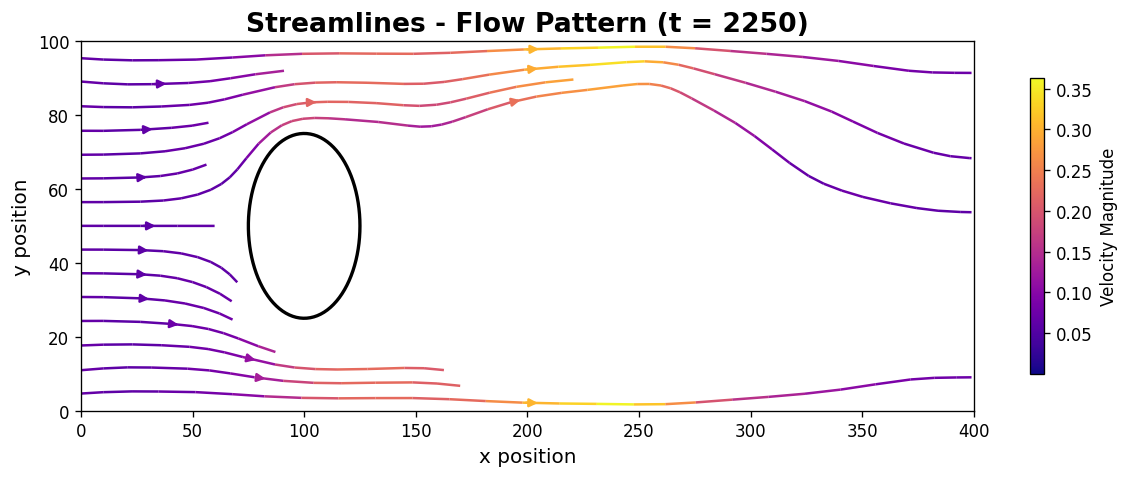 Streamlines - Flow Pattern (t = 2250)
100
80
60
40
20
0
y position
0 50 100 150 200 250 300 350 400
x position
0.35
0.30
0.25
0.20
0.15
0.10
0.05
Velocity Magnitude